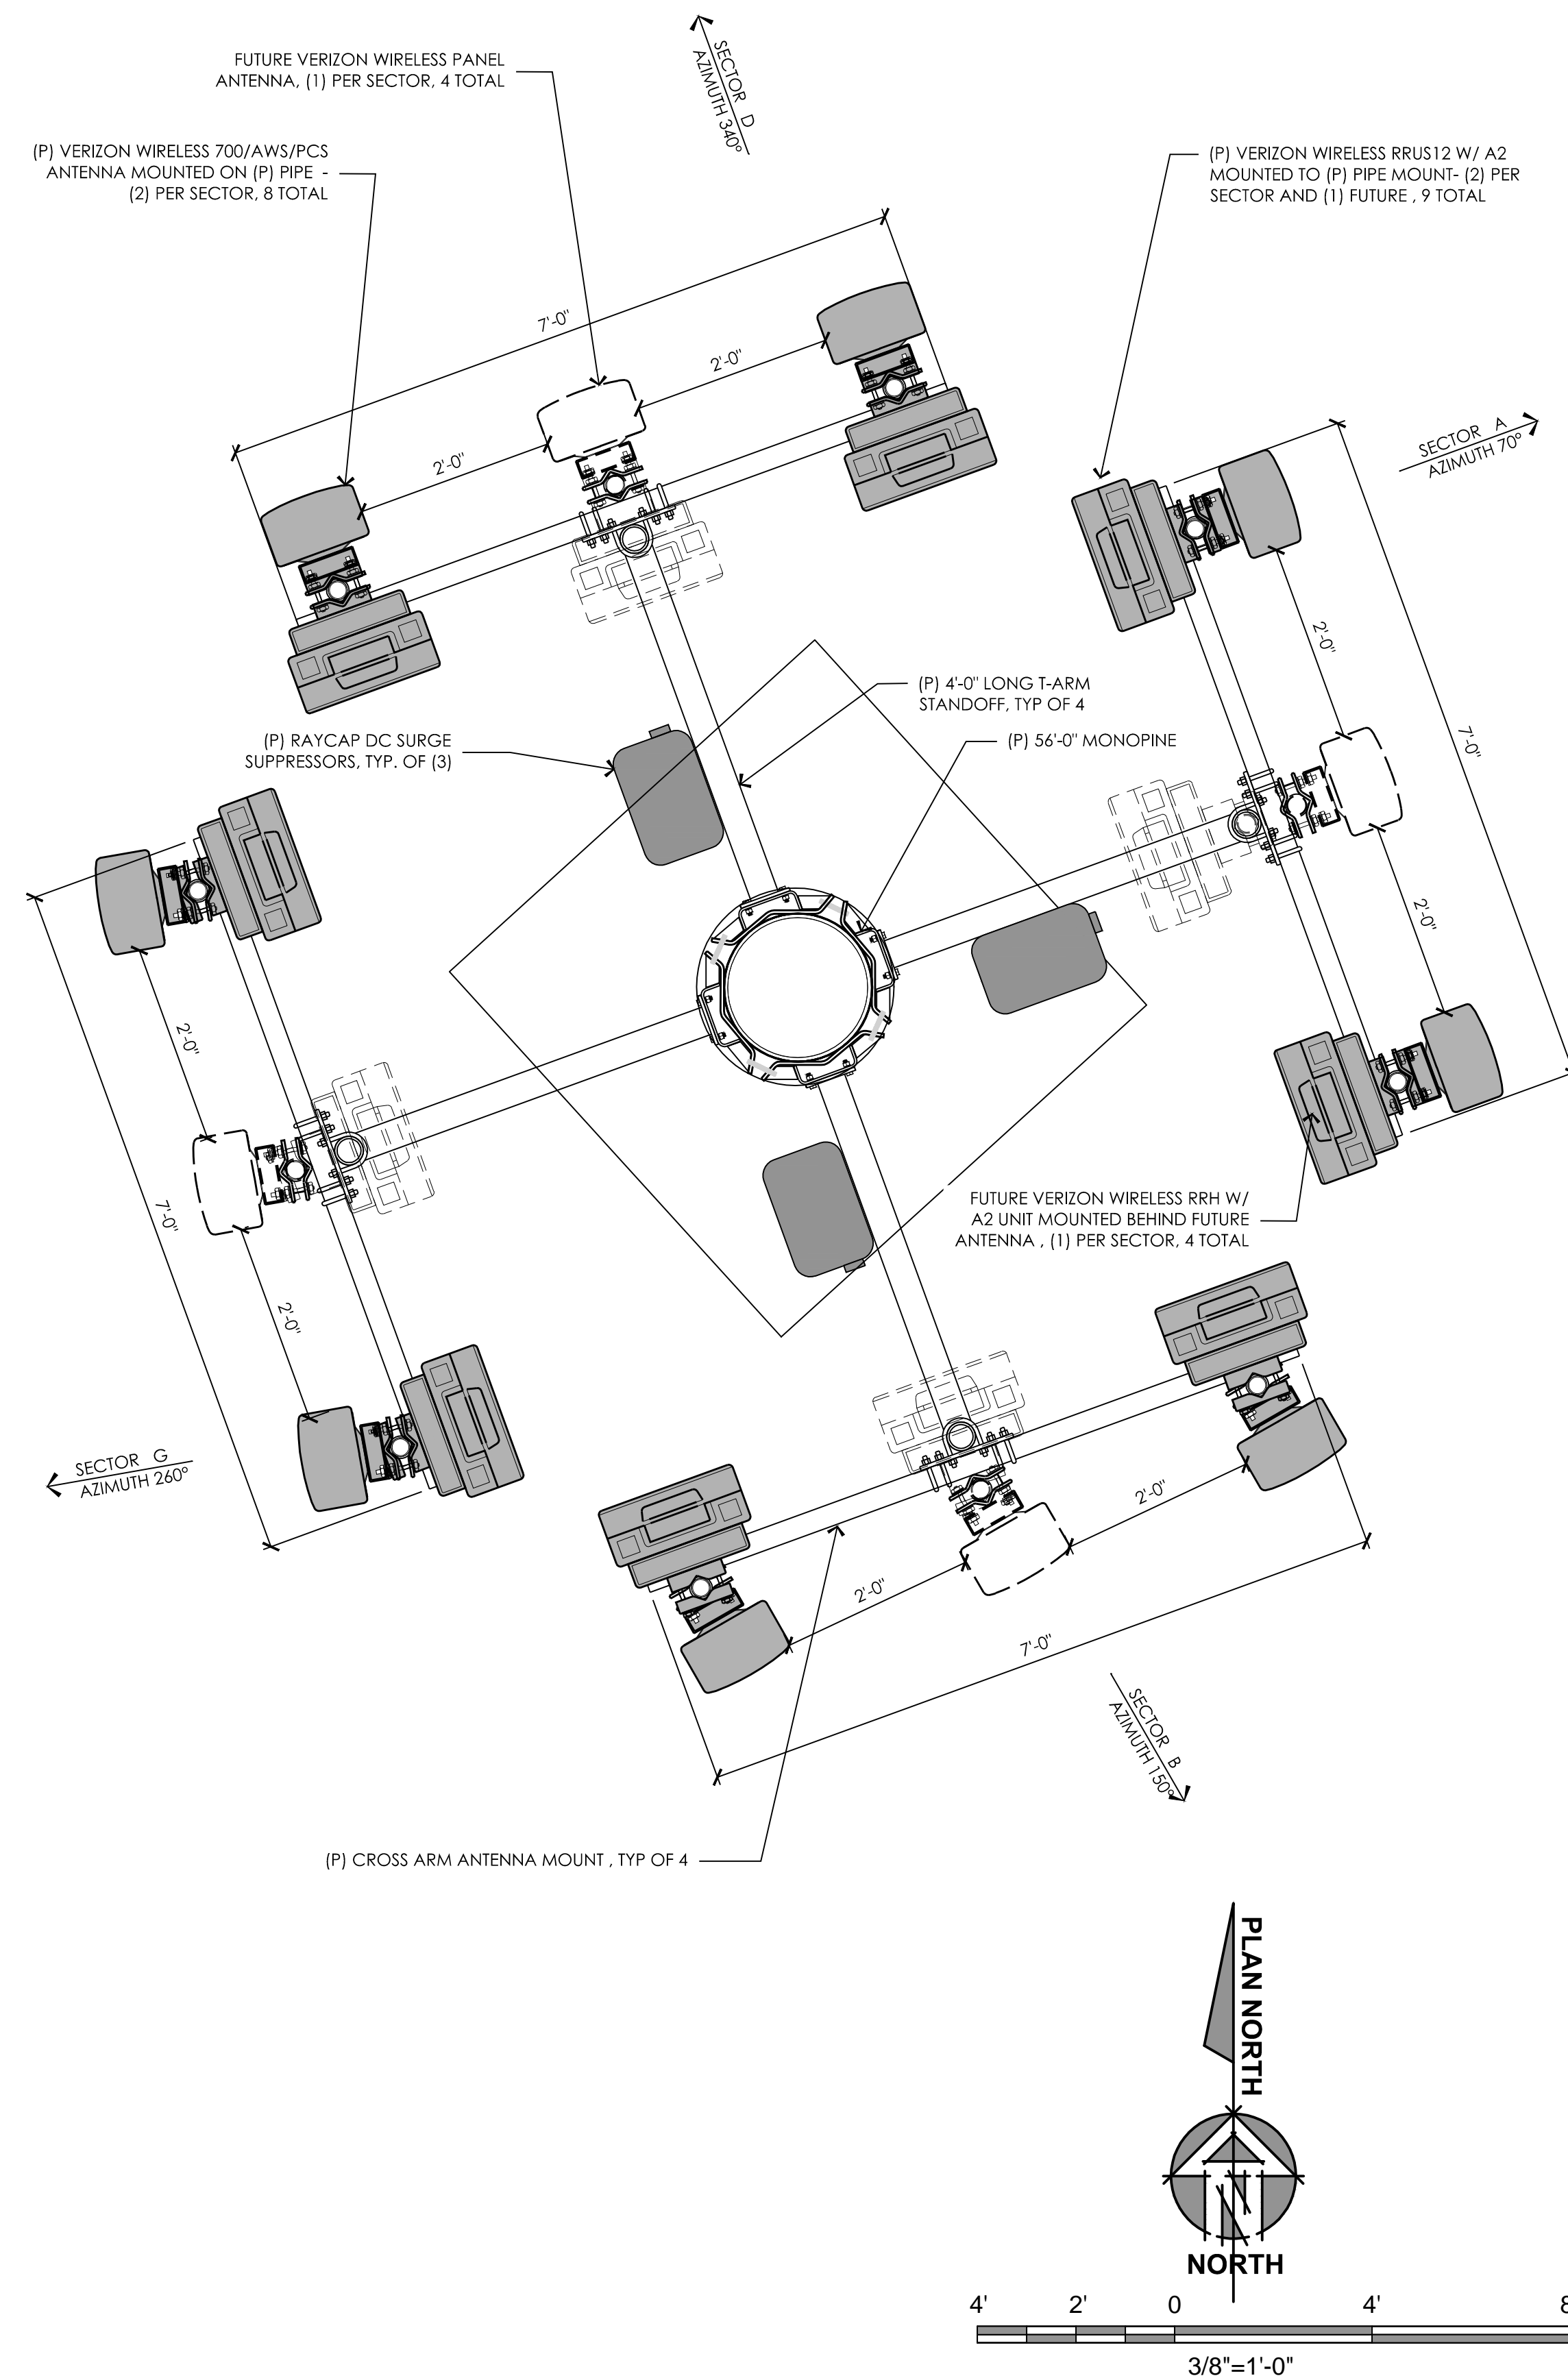 SECTOR D
AZIMUTH 340°
FUTURE VERIZON WIRELESS PANEL
ANTENNA, (1) PER SECTOR, 4 TOTAL
(P) VERIZON WIRELESS 700/AWS/PCS
ANTENNA MOUNTED ON (P) PIPE -
(2) PER SECTOR, 8 TOTAL
(P) VERIZON WIRELESS RRUS12 W/ A2
MOUNTED TO (P) PIPE MOUNT- (2) PER
SECTOR AND (1) FUTURE , 9 TOTAL
7'-0"
2'-0"
2'-0"
SECTOR A
AZIMUTH 70°
2'-0"
7'-0"
2'-0"
(P) 4'-0" LONG T-ARM
STANDOFF, TYP OF 4
(P) RAYCAP DC SURGE
SUPPRESSORS, TYP. OF (3)
(P) 56'-0" MONOPINE
2'-0"
7'-0"
2'-0"
FUTURE VERIZON WIRELESS RRH W/
A2 UNIT MOUNTED BEHIND FUTURE
ANTENNA , (1) PER SECTOR, 4 TOTAL
SECTOR G
AZIMUTH 260°
2'-0"
2'-0"
7'-0"
SECTOR B
AZIMUTH 150°
(P) CROSS ARM ANTENNA MOUNT , TYP OF 4
PLAN NORTH
NORTH
4' 2' 0 4' 8
3/8"=1'-0"